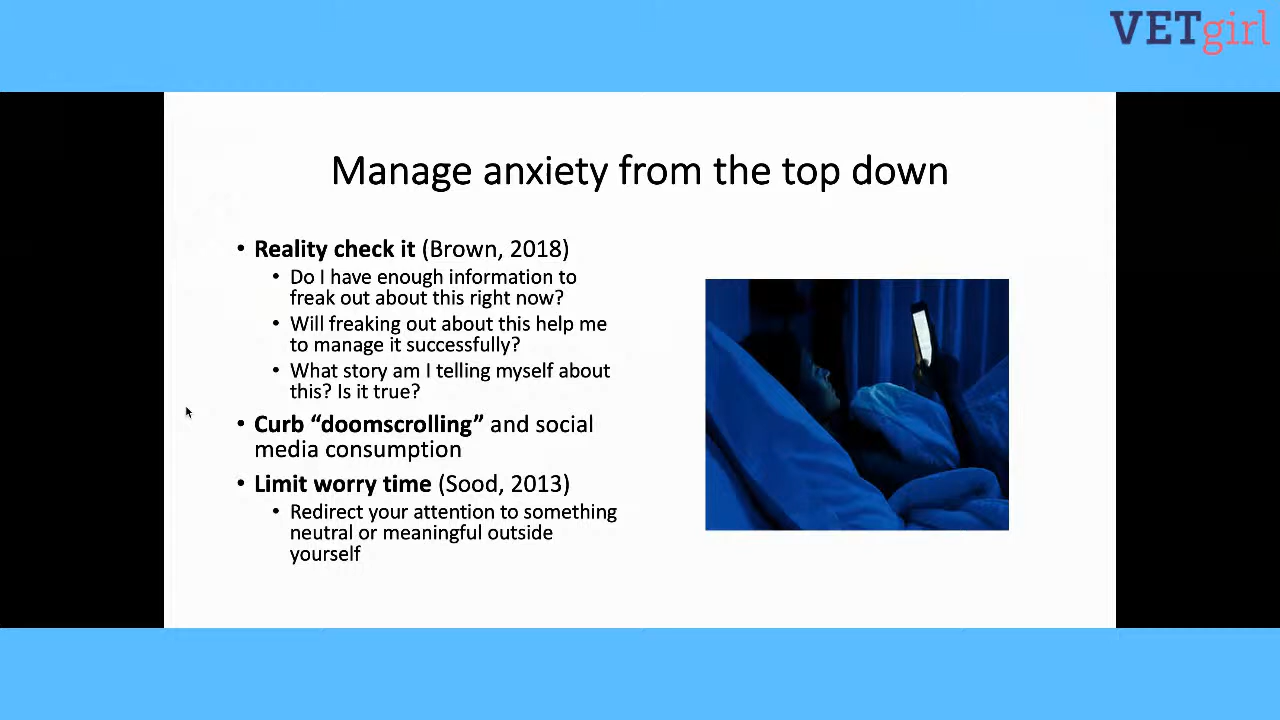 VETgirl
Manage anxiety from the top down
• Reality check it (Brown, 2018)
• Do I have enough information to
freak out about this right now?
• Will freaking out about this help me
to manage it successfully?
• What story am I telling myself about
this? Is it true?
• Curb “doomscrolling” and social
media consumption
• Limit worry time (Sood, 2013)
• Redirect your attention to something
neutral or meaningful outside
yourself